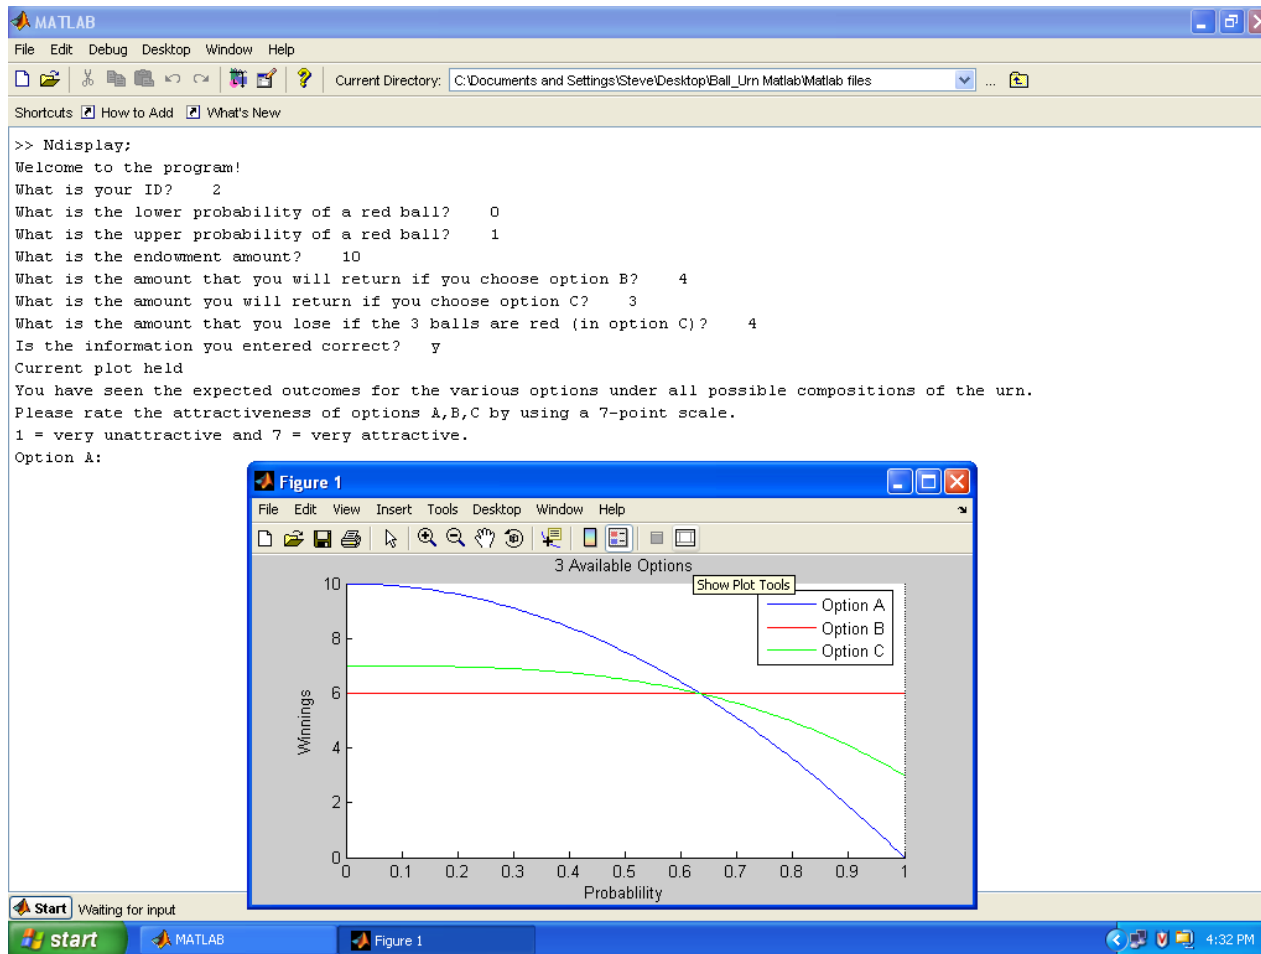 MATLAB
File Edit Debug Desktop Window Help
Current Directory: C:\Documents and Settings\Steve\Desktop\Ball_Urn Matlab\Matlab files
...
Shortcuts How to Add What's New
>> Ndisplay;
Welcome to the program!
What is your ID? 2
What is the lower probability of a red ball? 0
What is the upper probability of a red ball? 1
What is the endowment amount? 10
What is the amount that you will return if you choose option B? 4
What is the amount you will return if you choose option C? 3
What is the amount that you lose if the 3 balls are red (in option C)? 4
Is the information you entered correct? y
Current plot held
You have seen the expected outcomes for the various options under all possible compositions of the urn.
Please rate the attractiveness of options A,B,C by using a 7-point scale.
1 = very unattractive and 7 = very attractive.
Option A:
Figure 1
File Edit View Insert Tools Desktop Window Help
3 Available Options
Show Plot Tools
Option A
Option B
Option C
10
8
6
4
2
0
Winnings
0 0.1 0.2 0.3 0.4 0.5 0.6 0.7 0.8 0.9 1
Probablility
Start Waiting for input
start MATLAB Figure 1 4:32 PM